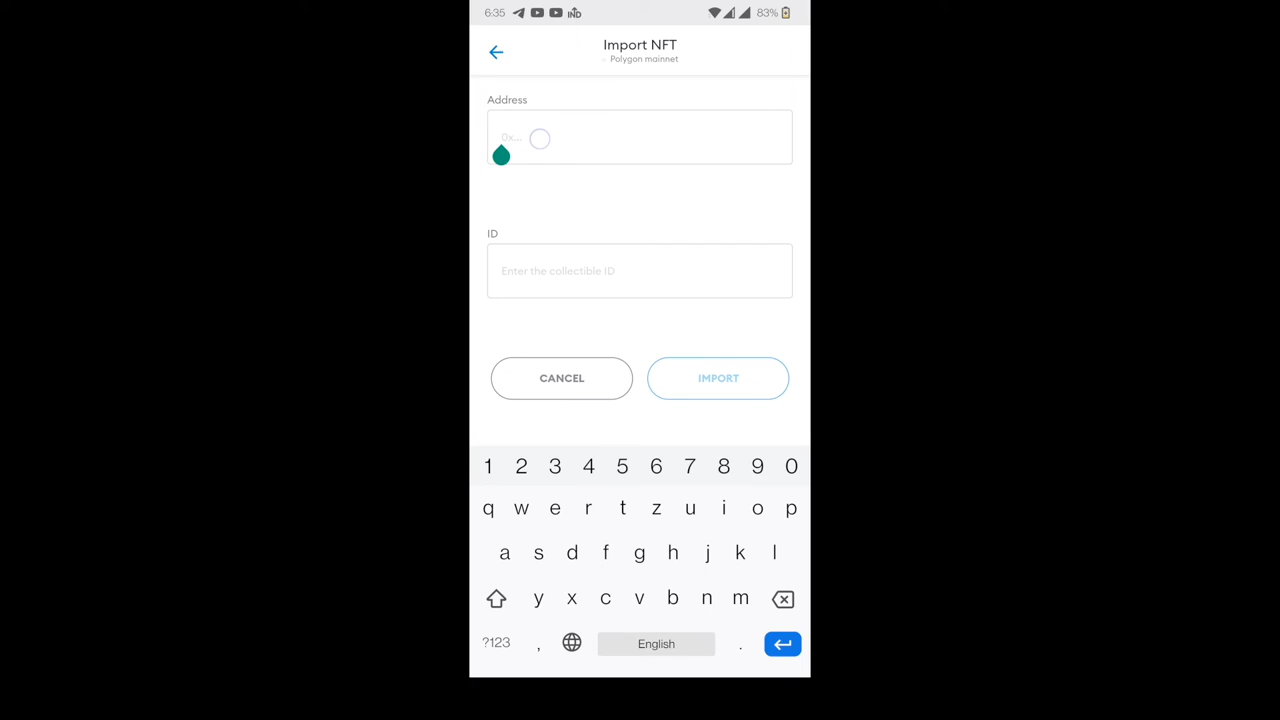 6:35 IND 83%
Import NFT
Polygon mainnet
Address
0x...
ID
Enter the collectible ID
CANCEL IMPORT
1 2 3 4 5 6 7 8 9 0
q w e r t z u i o p
a s d f g h j k l
y x c v b n m
?123 , English .